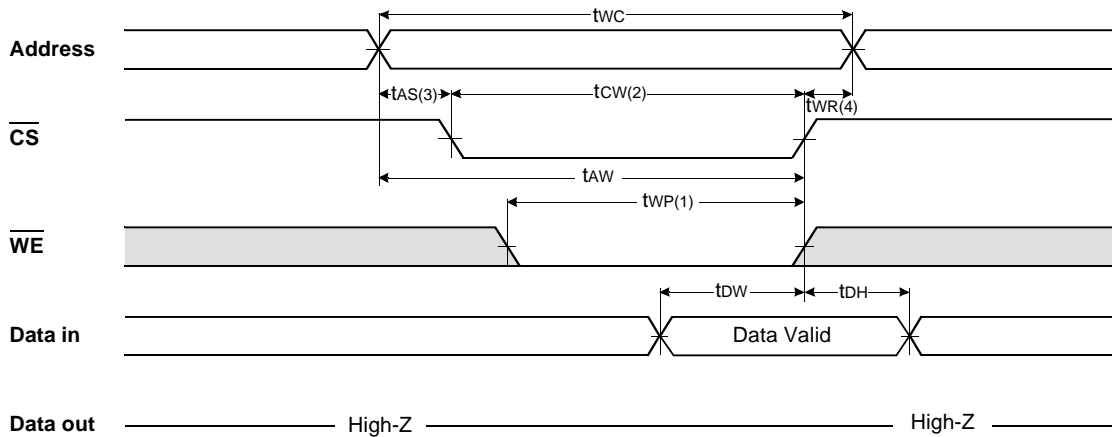 tWC
Address
tAS(3) tCW(2) tWR(4)
CS
tAW
tWP(1)
WE
tDW tDH
Data in Data Valid
Data out High-Z High-Z